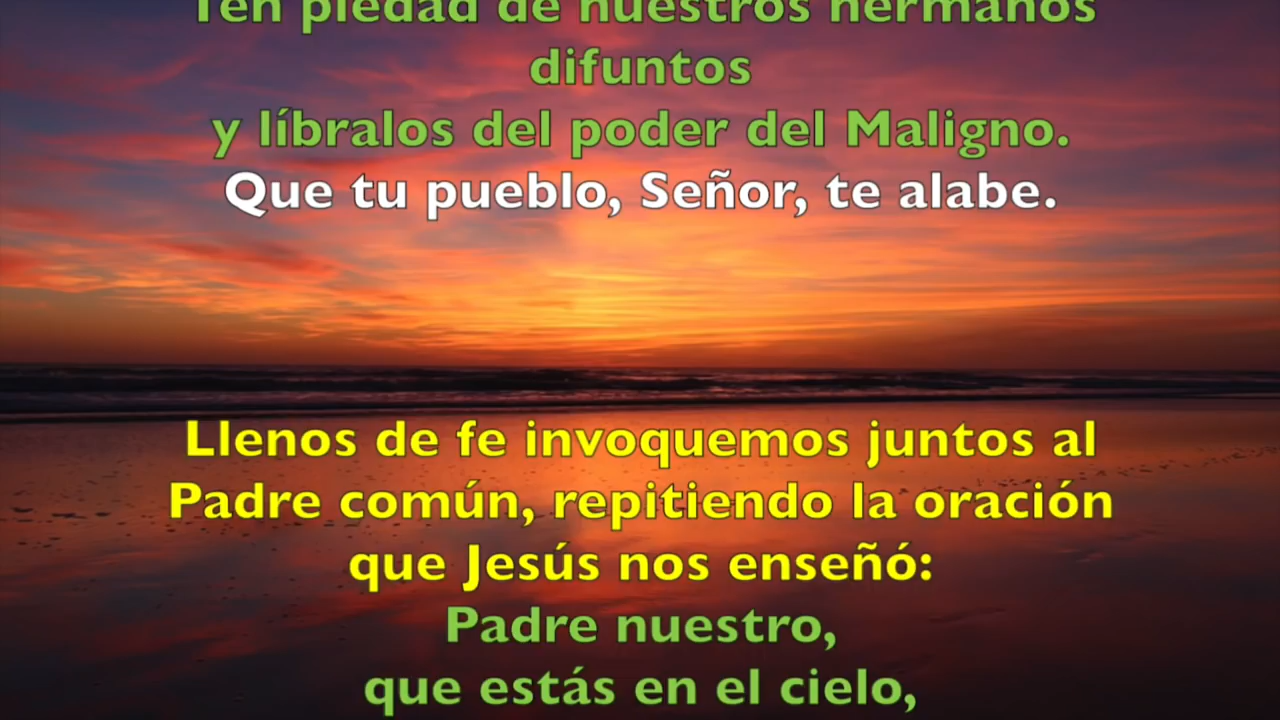 Ten piedad de nuestros hermanos
difuntos
y líbralos del poder del Maligno.
Que tu pueblo, Señor, te alabe.
Llenos de fe invoquemos juntos al
Padre común, repitiendo la oración
que Jesús nos enseñó:
Padre nuestro,
que estás en el cielo,